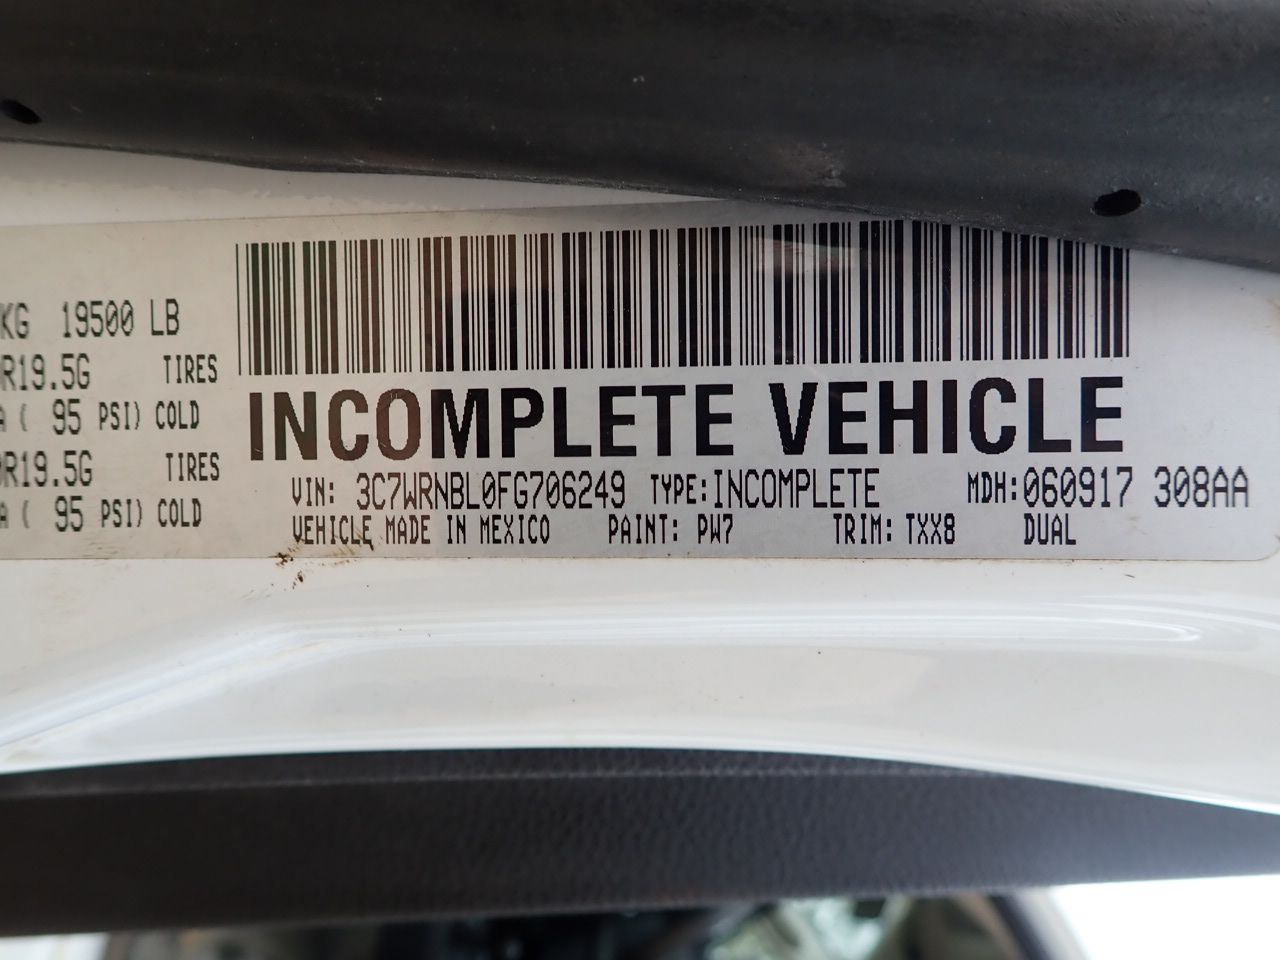 KG 19500 LB
R19.5G TIRES
( 95 PSI) COLD
R19.5G TIRES
( 95 PSI) COLD
INCOMPLETE VEHICLE
VIN: 3C7WRNBL0FG706249 TYPE:INCOMPLETE MDH:060917 308AA
VEHICLE MADE IN MEXICO PAINT: PW7 TRIM: TXX8 DUAL